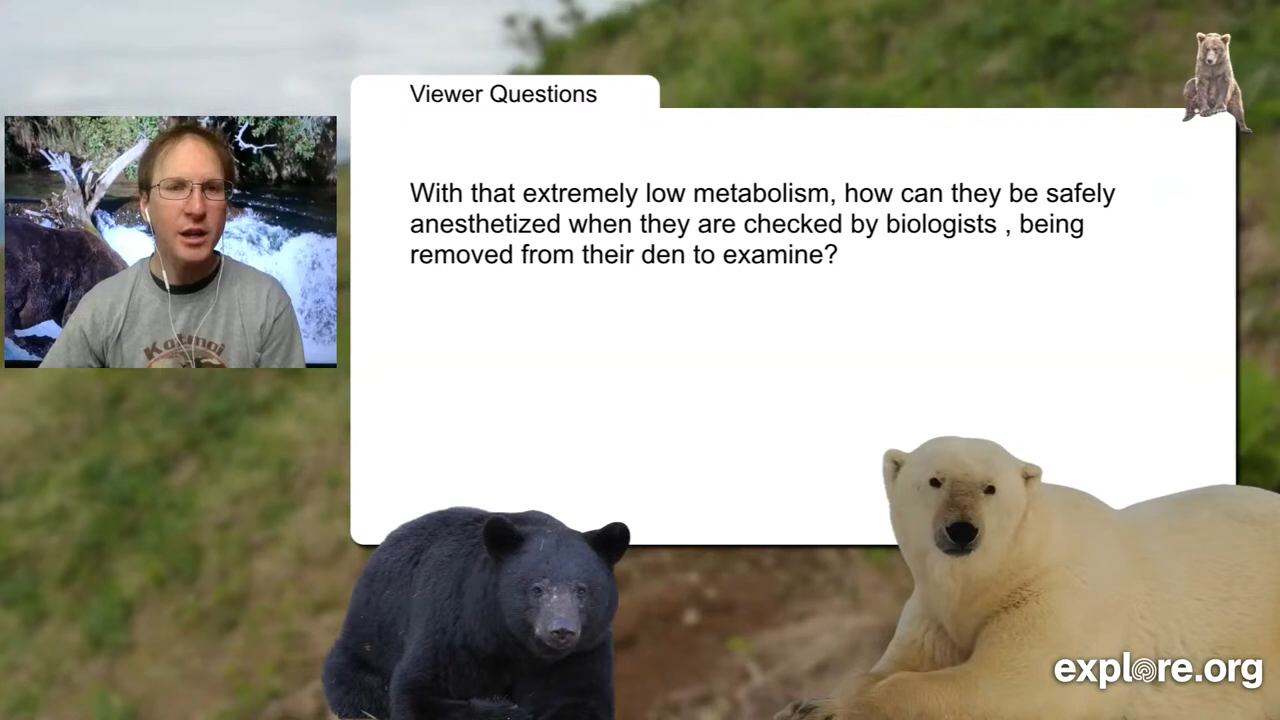 Viewer Questions
With that extremely low metabolism, how can they be safely
anesthetized when they are checked by biologists , being
removed from their den to examine?
Katmai
explore.org